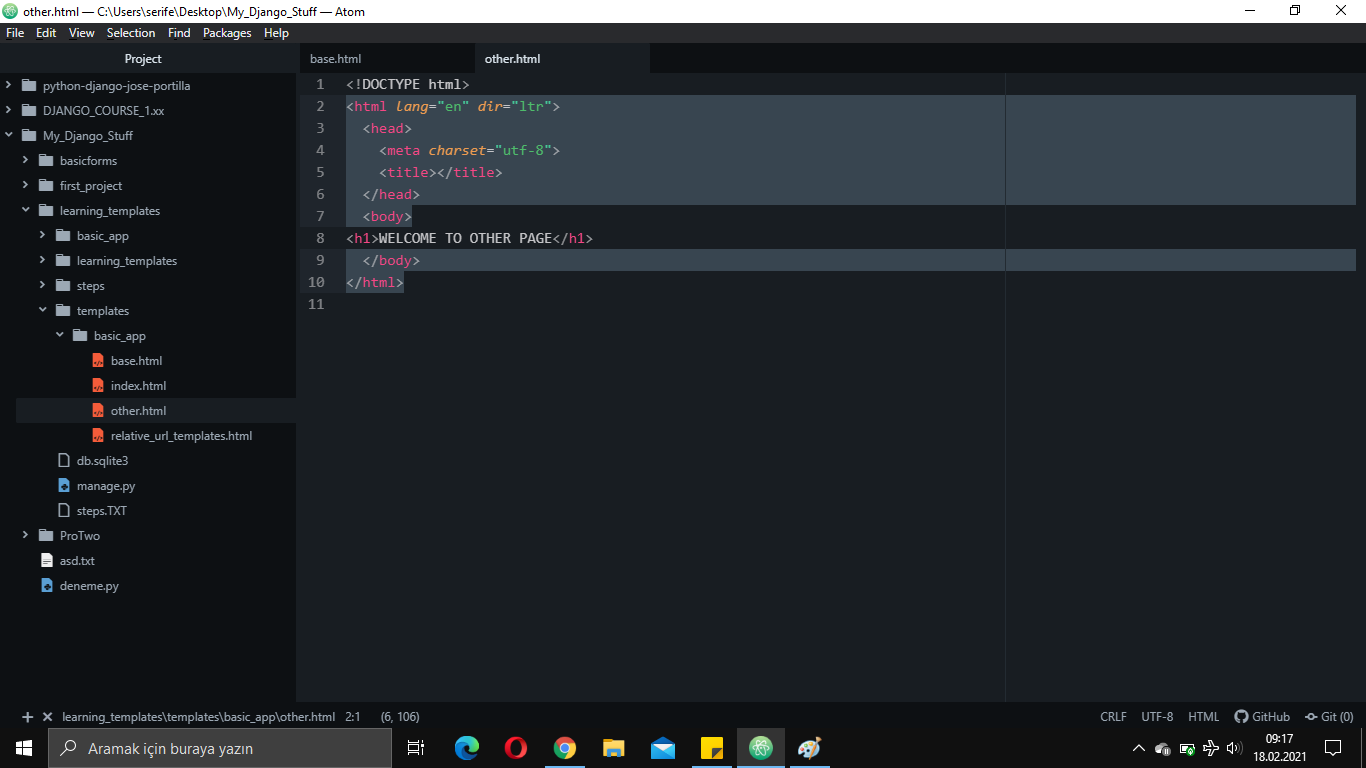 other.html — C:\Users\serife\Desktop\My_Django_Stuff — Atom
File Edit View Selection Find Packages Help
Project
python-django-jose-portilla
DJANGO_COURSE_1.xx
My_Django_Stuff
basicforms
first_project
learning_templates
basic_app
learning_templates
steps
templates
basic_app
base.html
index.html
other.html
relative_url_templates.html
db.sqlite3
manage.py
steps.TXT
ProTwo
asd.txt
deneme.py
base.html other.html
1 <!DOCTYPE html>
2 <html lang="en" dir="ltr">
3 <head>
4 <meta charset="utf-8">
5 <title></title>
6 </head>
7 <body>
8 <h1>WELCOME TO OTHER PAGE</h1>
9 </body>
10 </html>
11
learning_templates\templates\basic_app\other.html 2:1 (6, 106) CRLF UTF-8 HTML GitHub Git (0)
Aramak için buraya yazın
09:17
18.02.2021